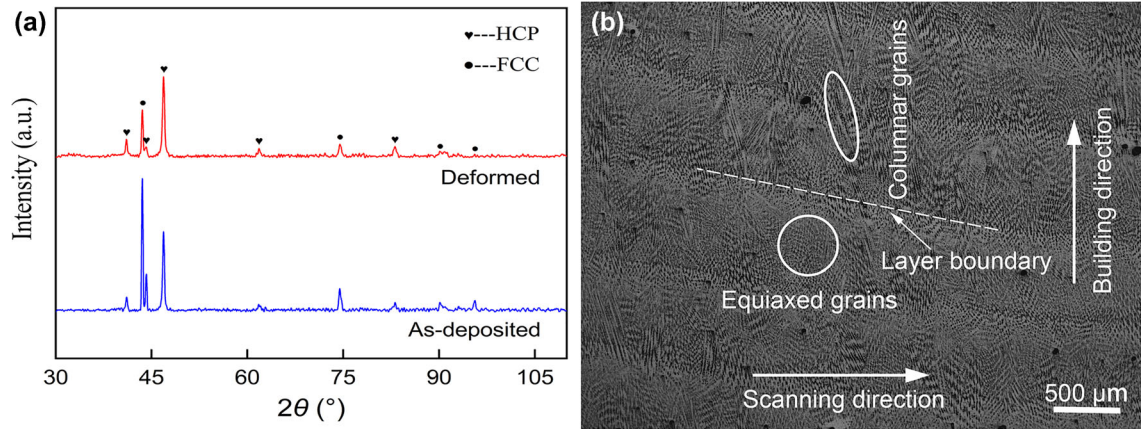 (a)
♥---HCP
●---FCC
Intensity (a.u.)
Deformed
As-deposited
30 45 60 75 90 105
2θ (°)
(b)
Columnar grains
Building direction
Layer boundary
Equiaxed grains
Scanning direction
500 μm